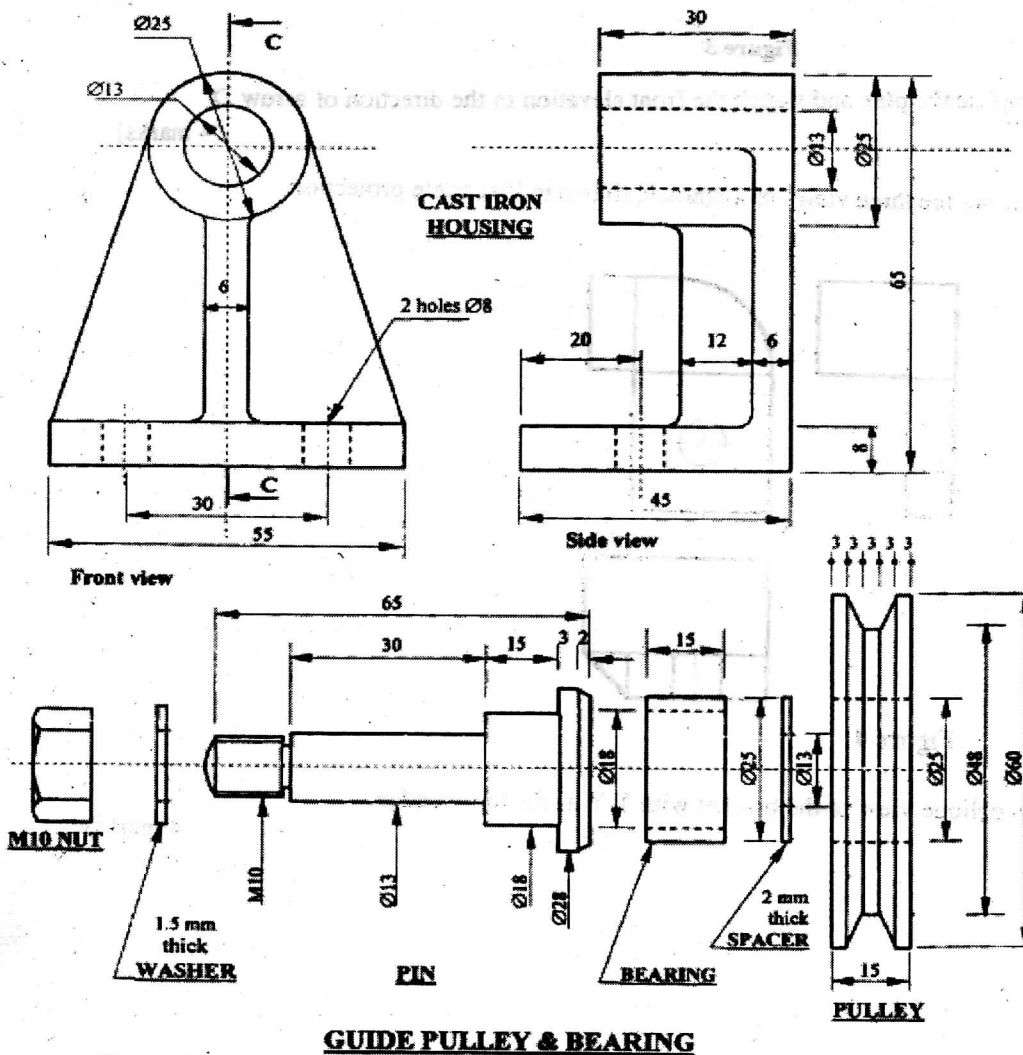 Ø25
C
Ø13
6
2 holes Ø8
C
30
55
Front view
CAST IRON
HOUSING
30
Ø13
Ø25
65
20
12
6
8
45
Side view
65
30
15
3
2
M10 NUT
1.5 mm
thick
WASHER
M10
Ø13
Ø18
Ø28
Ø18
PIN
15
Ø25
BEARING
Ø13
2 mm
thick
SPACER
3 3 3 3 3
Ø25
Ø48
Ø60
15
PULLEY
GUIDE PULLEY & BEARING